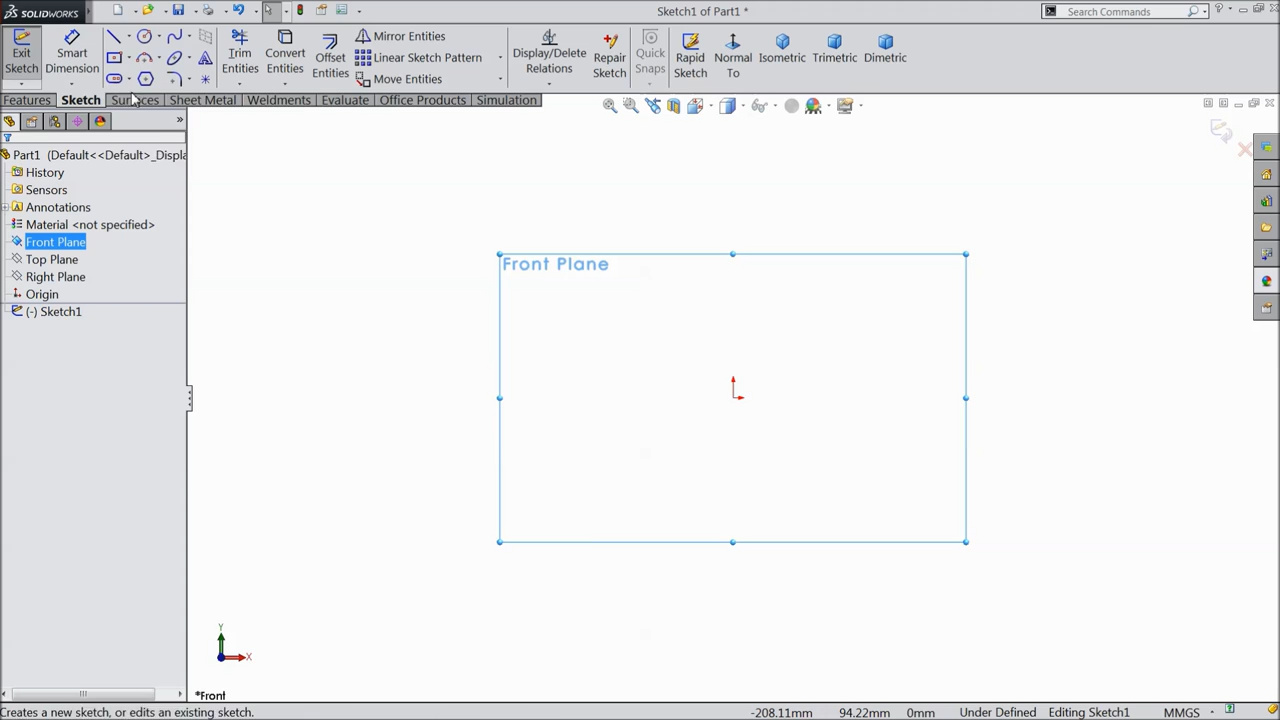 SOLIDWORKS
Sketch1 of Part1 *
Search Commands
?
Exit Sketch
Smart Dimension
Trim Entities
Convert Entities
Offset Entities
Mirror Entities
Linear Sketch Pattern
Move Entities
Display/Delete Relations
Quick Snaps
Repair Sketch
Rapid Sketch
Normal To
Isometric
Trimetric
Dimetric
Features Sketch Surfaces Sheet Metal Weldments Evaluate Office Products Simulation
Part1 (Default<<Default>_Displa
History
Sensors
Annotations
Material <not specified>
Front Plane
Top Plane
Right Plane
Origin
(-) Sketch1
Front Plane
Y
X
*Front
Creates a new sketch, or edits an existing sketch. -208.11mm 94.22mm 0mm Under Defined Editing Sketch1 MMGS